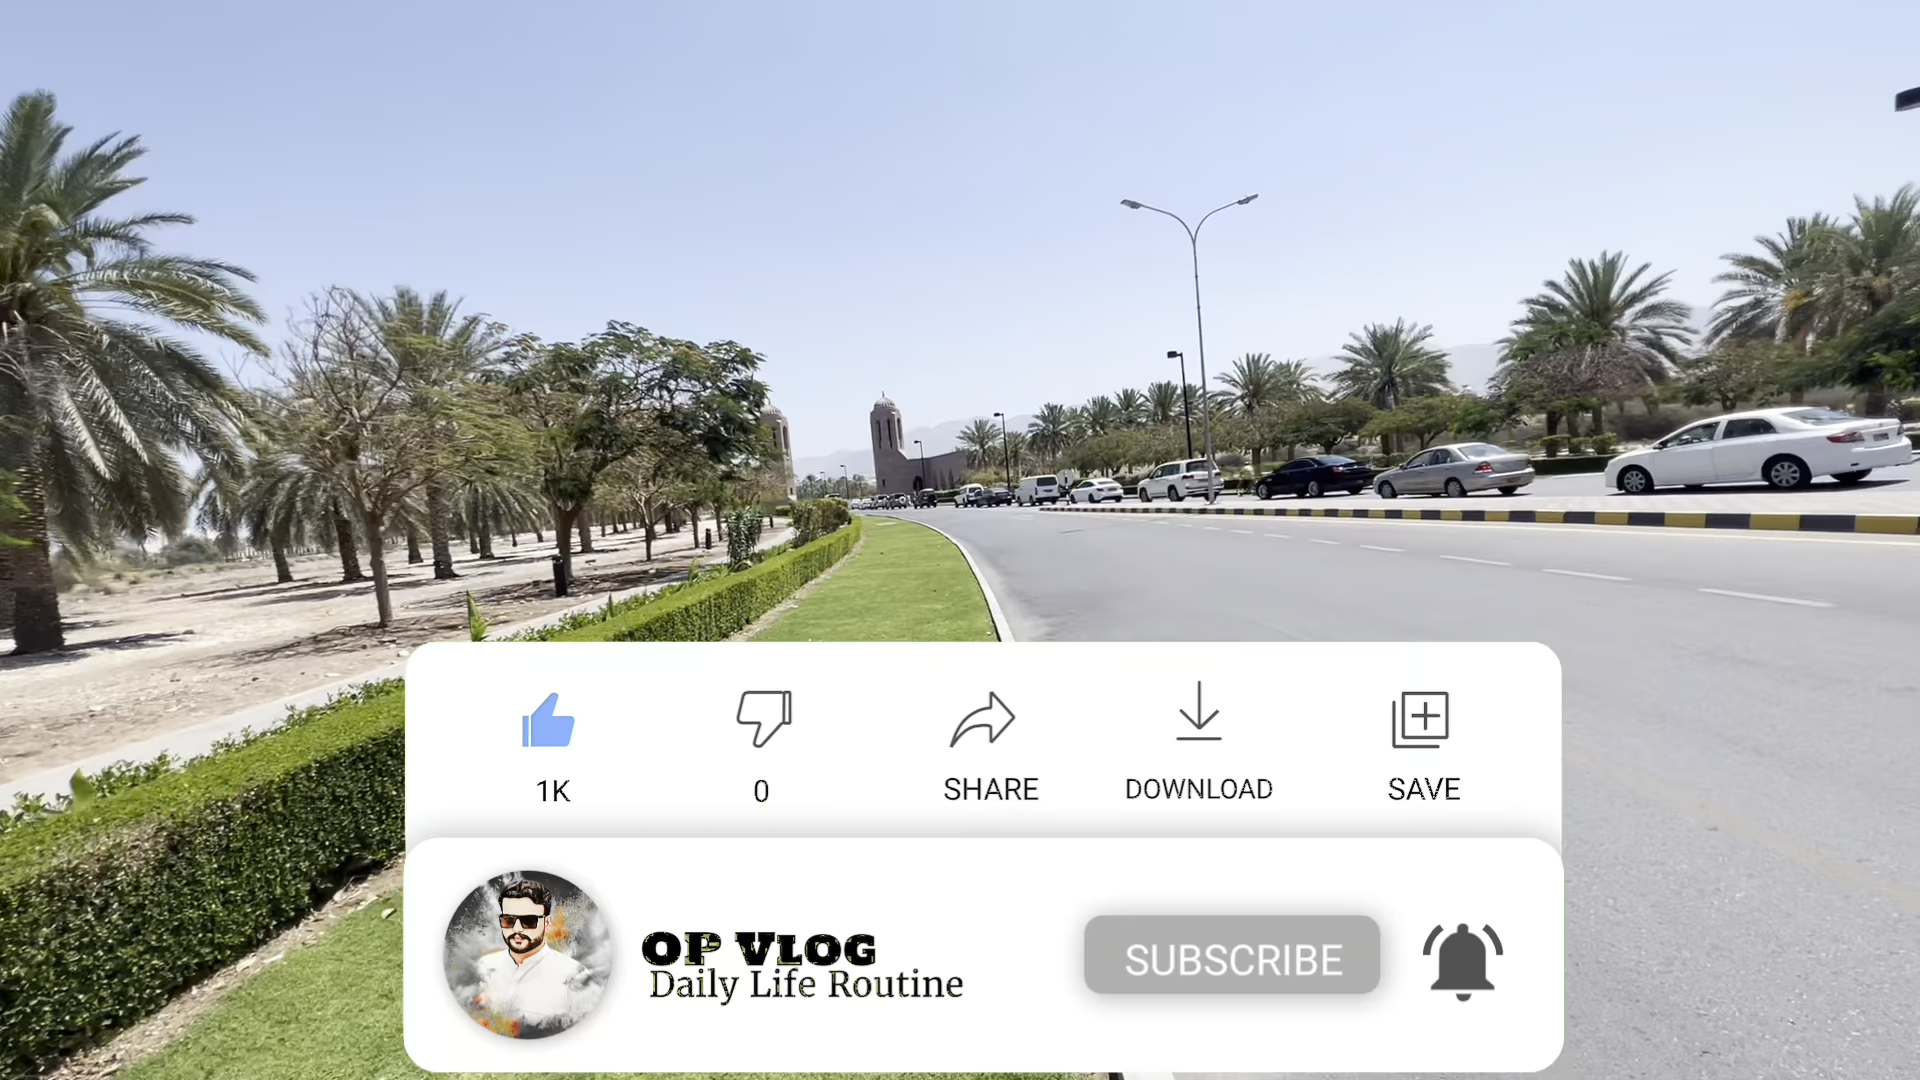 1K
0
SHARE
DOWNLOAD
SAVE
OP VLOG
Daily Life Routine
SUBSCRIBE